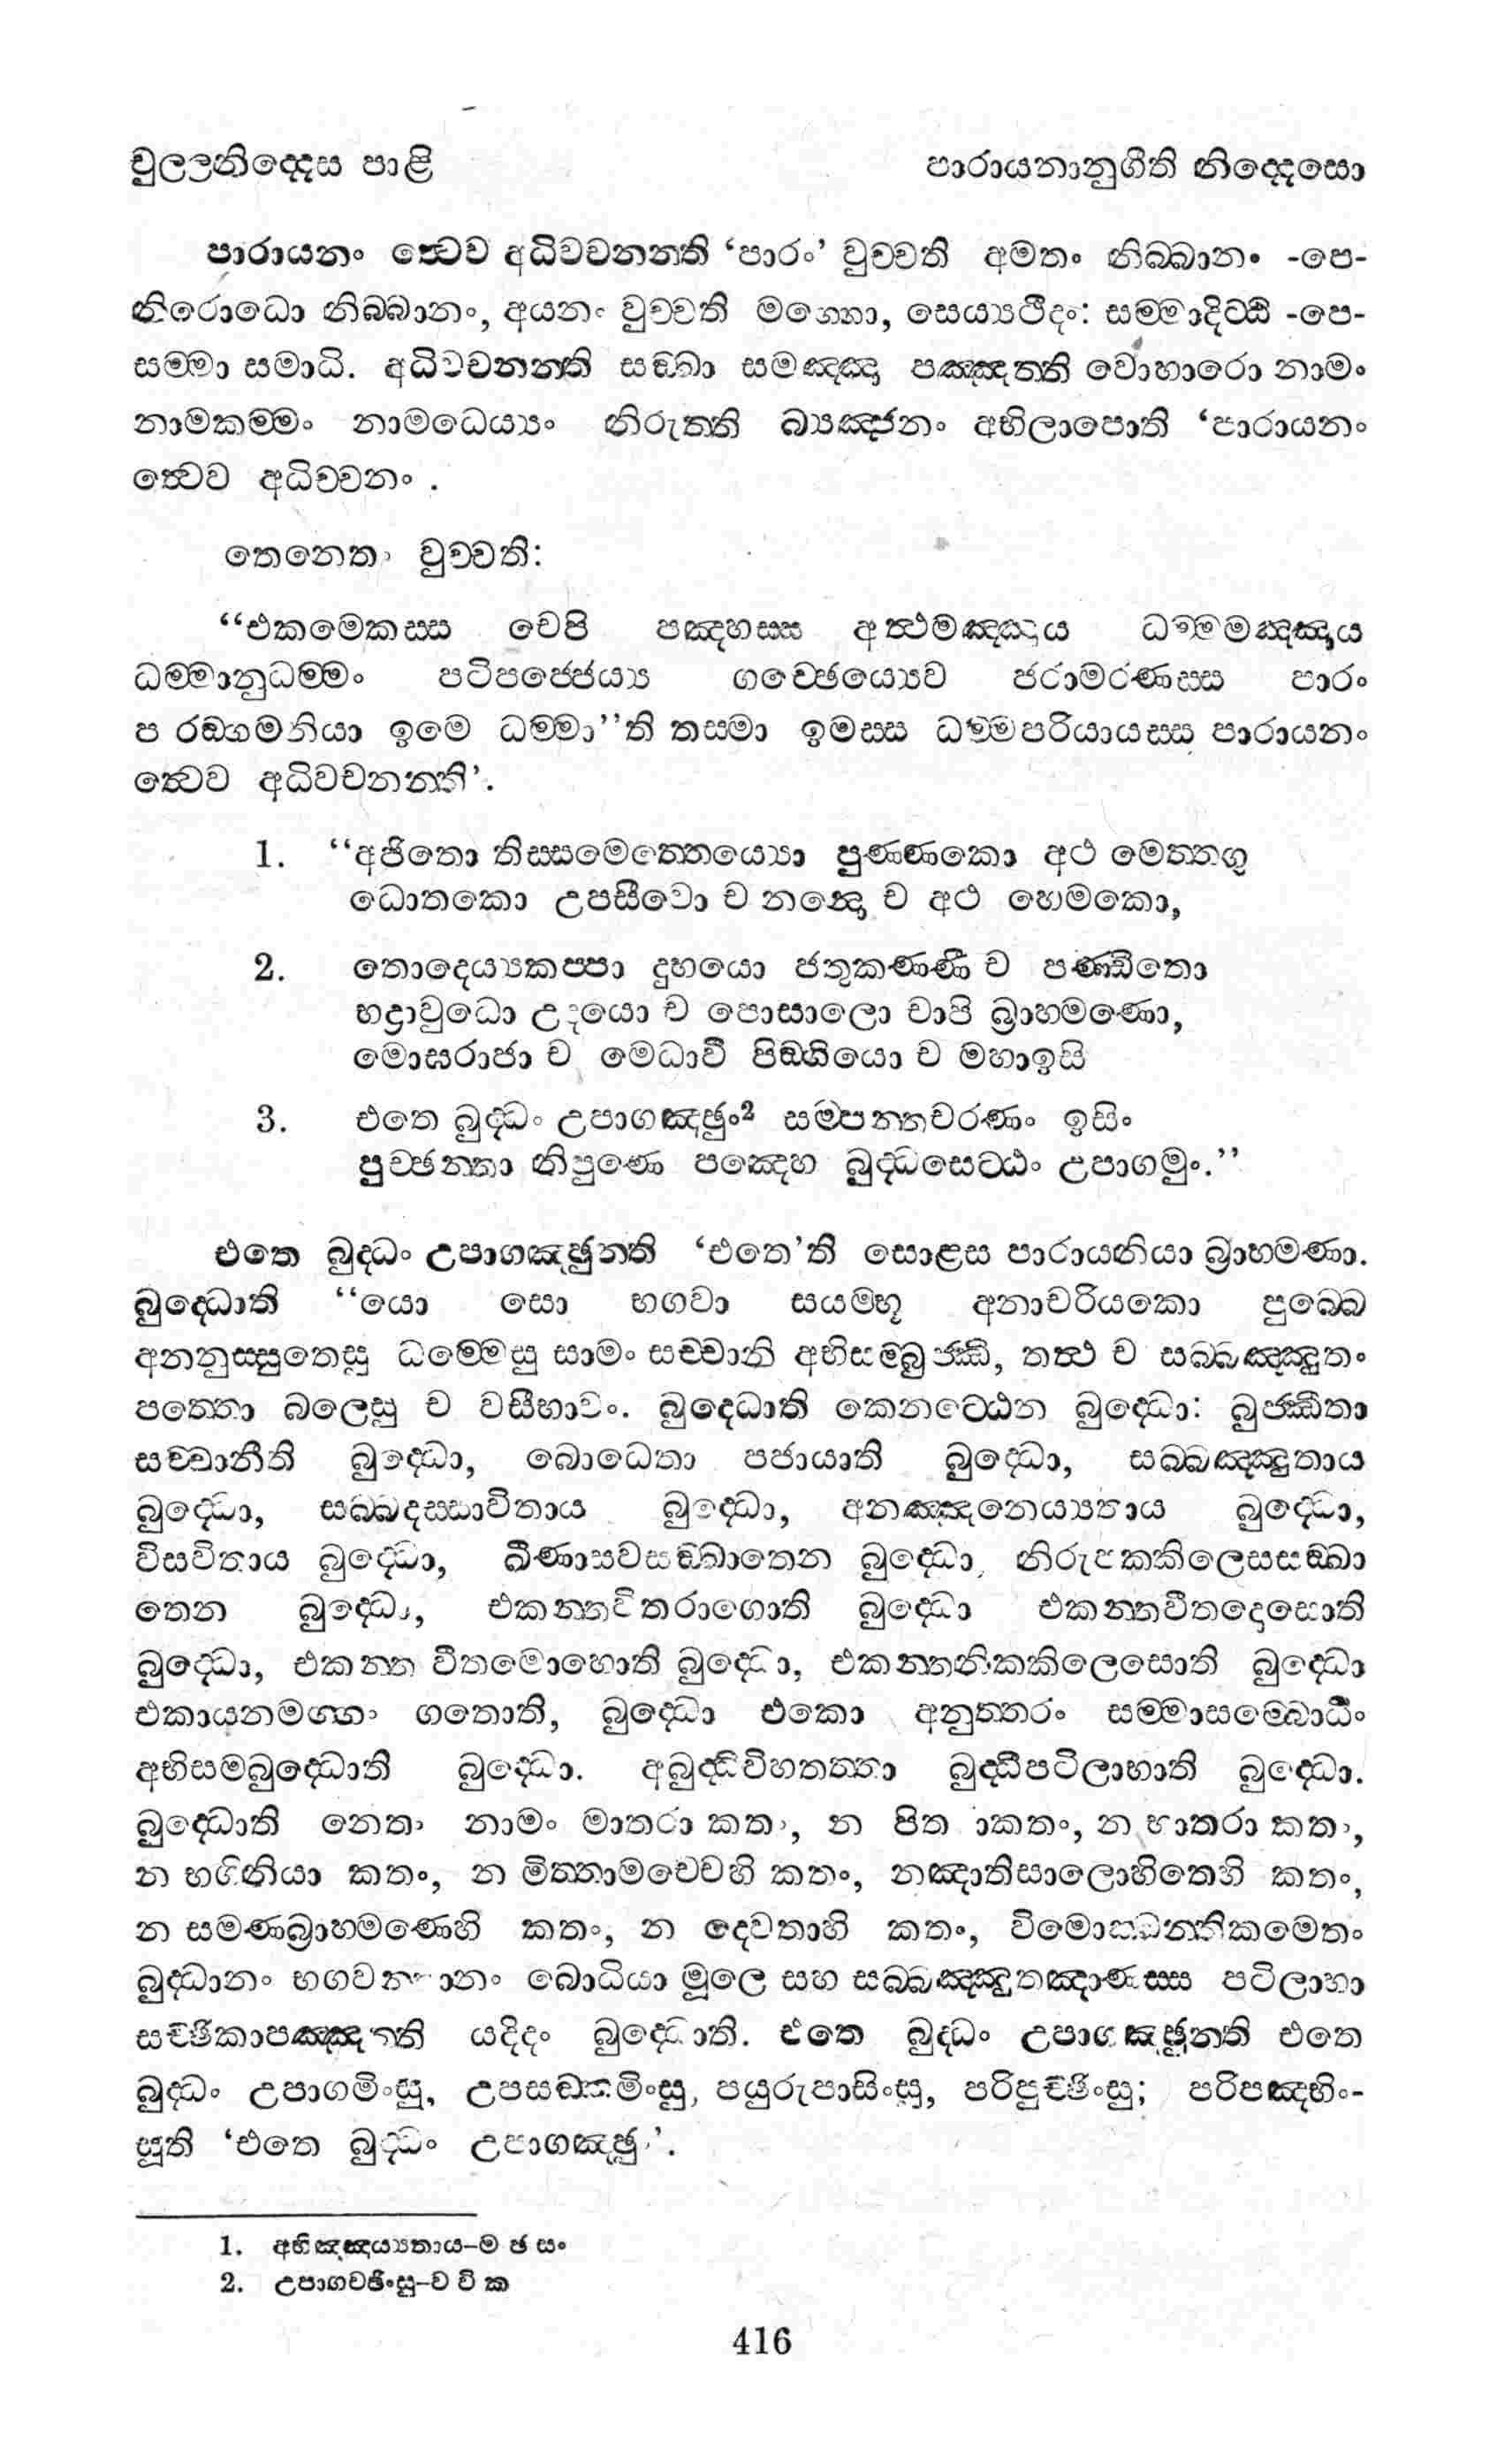 චුලලනිද්දෙස පාළි
පාරායනානුගීති නිද්දෙසො
පාරායනං ත්වෙව අධිවචනන්ති ‘පාරං’ වුච්චති අමතං නිබ්බානං -පෙ-
නිරොධො නිබ්බානං, අයනං වුච්චති මග්ගො, සෙය්‍යථීදං: සම්මාදිට්ඨි -පෙ-
සම්මා සමාධි. අධිවචනන්ති සඞ්ඛා සමඤ්ඤා පඤ්ඤත්ති වොහාරො නාමං
නාමකම්මං නාමධෙය්‍යං නිරුත්ති බ්‍යඤ්ජනං අභිලාපොති ‘පාරායනං
ත්වෙව අධිවචනං.
තෙනෙතං වුච්චති:
“එකමෙකස්ස චෙපි පඤ්හස්ස අත්ථමඤ්ඤාය ධම්මමඤ්ඤාය
ධම්මානුධම්මං පටිපජ්ජෙය්‍ය ගච්ඡෙය්‍යෙව ජරාමරණස්ස පාරං
ප රඞ්ගමනියා ඉමෙ ධම්මා”ති තස්මා ඉමස්ස ධම්මපරියායස්ස පාරායනං
ත්වෙව අධිවචනන්ති’.
1. “අජිතො තිස්සමෙත්තෙය්‍යො පුණ්ණකො අථ මෙත්තගු
ධොතකො උපසීවො ච නන්දො ච අථ හෙමකො,
2. තොදෙය්‍යකප්පා දුභයො ජතුකණ්ණී ච පණ්ඩිතො
භද්‍රාවුධො උදයො ච පොසාලො චාපි බ්‍රාහ්මණො,
මොඝරාජා ච මෙධාවී පිඞ්ගියො ච මහාඉසි
3. එතෙ බුද්ධං උපාගඤ්ඡුං² සම්පන්නචරණං ඉසිං
පුච්ඡන්තා නිපුණෙ පඤ්හෙ බුද්ධසෙට්ඨං උපාගමුං.”
එතෙ බුද්ධං උපාගඤ්ඡුන්ති ‘එතෙ’ති සොළස පාරායනියා බ්‍රාහ්මණා.
බුද්ධොති “යො සො භගවා සයම්භූ අනාචරියකො පුබ්බෙ
අනනුස්සුතෙසු ධම්මෙසු සාමං සච්චානි අභිසම්බුජ්ඣි, තත්ථ ච සබ්බඤ්ඤුතං
පත්තො බලෙසු ච වසීභාවං. බුද්ධොති කෙනට්ඨෙන බුද්ධො: බුජ්ඣිතා
සච්චානීති බුද්ධො, බොධෙතා පජායාති බුද්ධො, සබ්බඤ්ඤුතාය
බුද්ධො, සබ්බදස්සාවිතාය බුද්ධො, අනඤ්ඤනෙය්‍යතාය බුද්ධො,
විසවිතාය බුද්ධො, ඛීණාසවසඞ්ඛාතෙන බුද්ධො, නිරුපක්කිලෙසසඞ්ඛා
තෙන බුද්ධො, එකන්තවිතරාගොති බුද්ධො එකන්තවීතදොසොති
බුද්ධො, එකන්ත වීතමොහොති බුද්ධො, එකන්තනික්කිලෙසොති බුද්ධො
එකායනමග්ගං ගතොති, බුද්ධො එකො අනුත්තරං සම්මාසම්බොධිං
අභිසම්බුද්ධොති බුද්ධො. අබුද්ධිවිහතත්තා බුද්ධිපටිලාභාති බුද්ධො.
බුද්ධොති නෙතං නාමං මාතරා කතං, න පිත ාකතං, න භාතරා කතං,
න භගිනියා කතං, න මිත්තාමච්චෙහි කතං, නඤාතිසාලොහිතෙහි කතං,
න සමණබ්‍රාහ්මණෙහි කතං, න දෙවතාහි කතං, විමොක්ඛන්තිකමෙතං
බුද්ධානං භගවන්තානං බොධියා මූලෙ සහ සබ්බඤ්ඤුතඤාණස්ස පටිලාභා
සච්ඡිකාපඤ්ඤත්ති යදිදං බුද්ධොති. එතෙ බුද්ධං උපාගඤ්ඡුන්ති එතෙ
බුද්ධං උපාගමිංසු, උපසඞ්කමිංසු, පයුරුපාසිංසු, පරිපුච්ඡිංසු; පරිපඤ්හිං-
සූති ‘එතෙ බුද්ධං උපාගඤ්ඡුං’.
1. අභිඤ්ඤෙය්‍යතාය-ම ඡ සං
2. උපාගච්ඡිංසු-ව වි ක
416